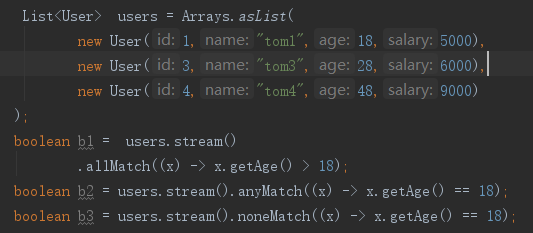 List<User>  users = Arrays.asList(
new User( id: 1, name: "tom1", age: 18, salary: 5000),
new User( id: 3, name: "tom3", age: 28, salary: 6000),
new User( id: 4, name: "tom4", age: 48, salary: 9000)
);
boolean b1 =  users.stream()
.allMatch((x) -> x.getAge() > 18);
boolean b2 = users.stream().anyMatch((x) -> x.getAge() == 18);
boolean b3 = users.stream().noneMatch((x) -> x.getAge() == 18);